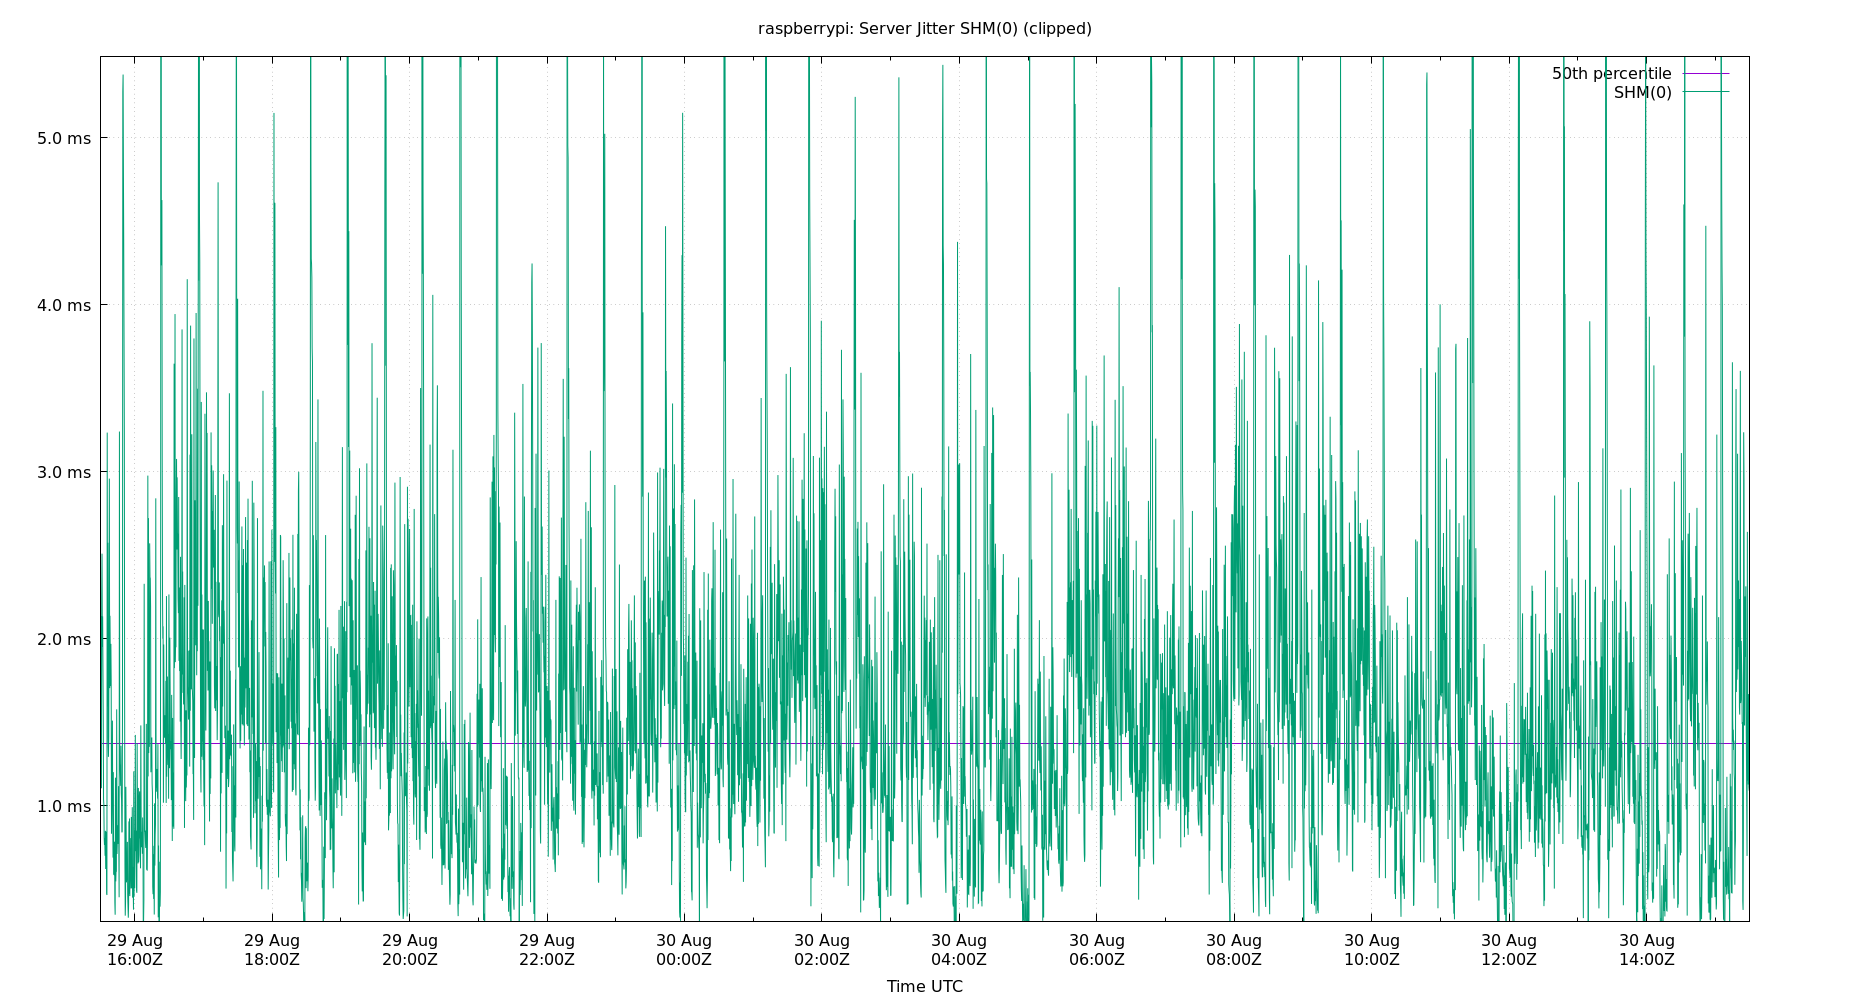 raspberrypi: Server Jitter SHM(0) (clipped)
50th percentile
SHM(0)
5.0 ms
4.0 ms
3.0 ms
2.0 ms
1.0 ms
29 Aug 29 Aug 29 Aug 29 Aug 30 Aug 30 Aug 30 Aug 30 Aug 30 Aug 30 Aug 30 Aug 30 Aug
16:00Z 18:00Z 20:00Z 22:00Z 00:00Z 02:00Z 04:00Z 06:00Z 08:00Z 10:00Z 12:00Z 14:00Z
Time UTC